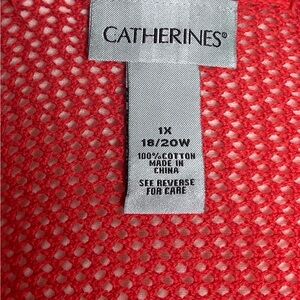 CATHERINES®
1X
18/20W
100% COTTON
MADE IN
CHINA
SEE REVERSE
FOR CARE